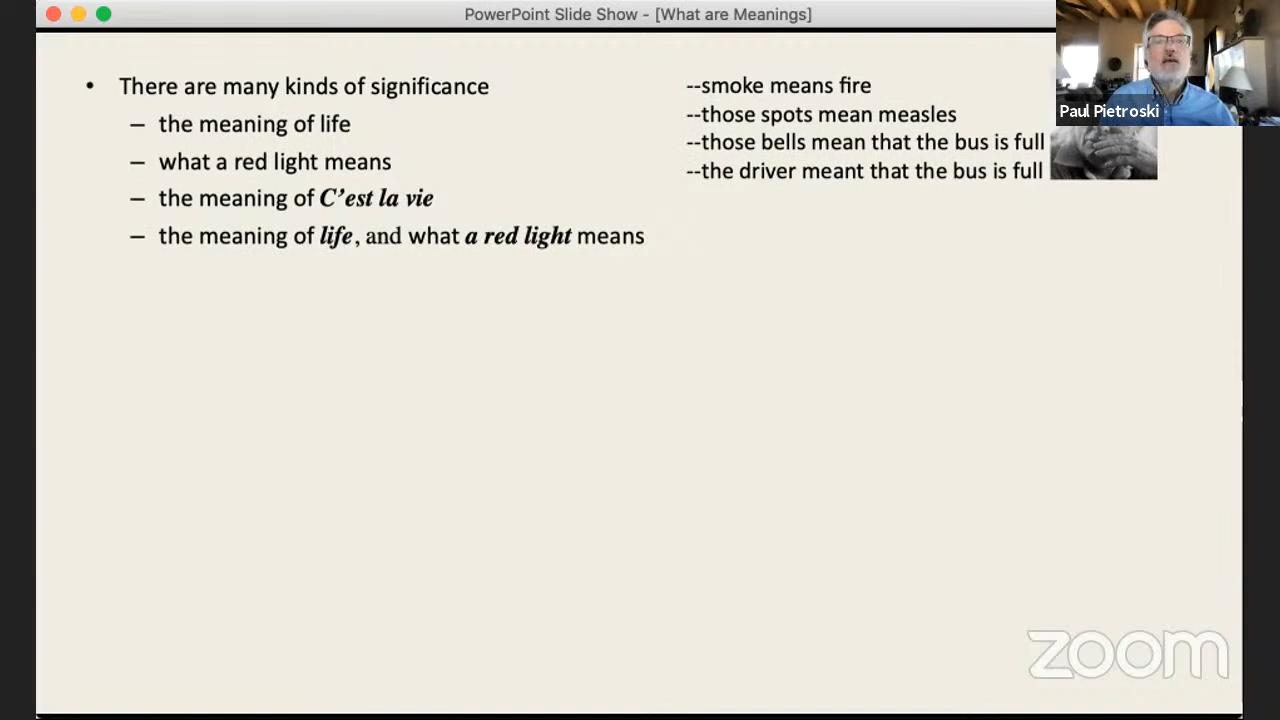 PowerPoint Slide Show - [What are Meanings]
• There are many kinds of significance
– the meaning of life
– what a red light means
– the meaning of C’est la vie
– the meaning of life, and what a red light means
--smoke means fire
--those spots mean measles
--those bells mean that the bus is full
--the driver meant that the bus is full
Paul Pietroski
zoom